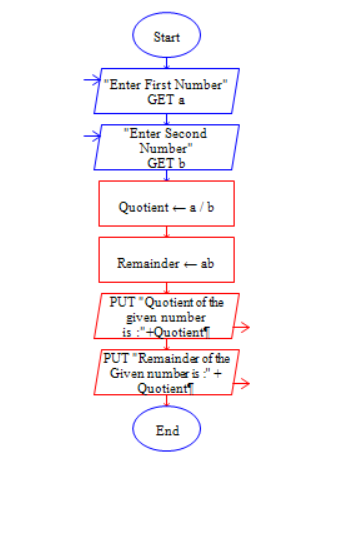 Start
"Enter First Number"
GET a
"Enter Second
Number"
GET b
Quotient ← a / b
Remainder ← ab
PUT "Quotient of the
given number
is :"+Quotient¶
PUT "Remainder of the
Given number is :" +
Quotient¶
End